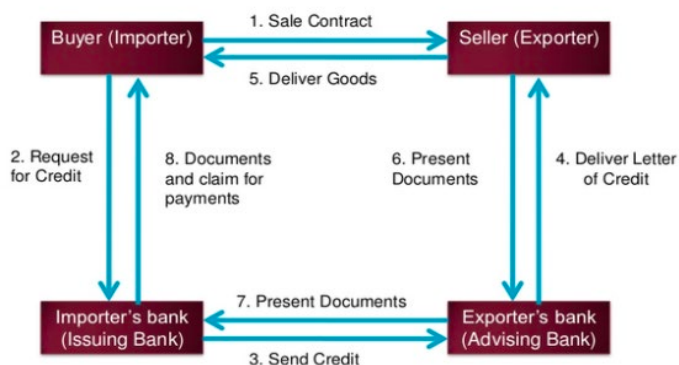 1. Sale Contract
Buyer (Importer)
Seller (Exporter)
5. Deliver Goods
2. Request
for Credit
8. Documents
and claim for
payments
6. Present
Documents
4. Deliver Letter
of Credit
7. Present Documents
Importer's bank
(Issuing Bank)
Exporter's bank
(Advising Bank)
3. Send Credit